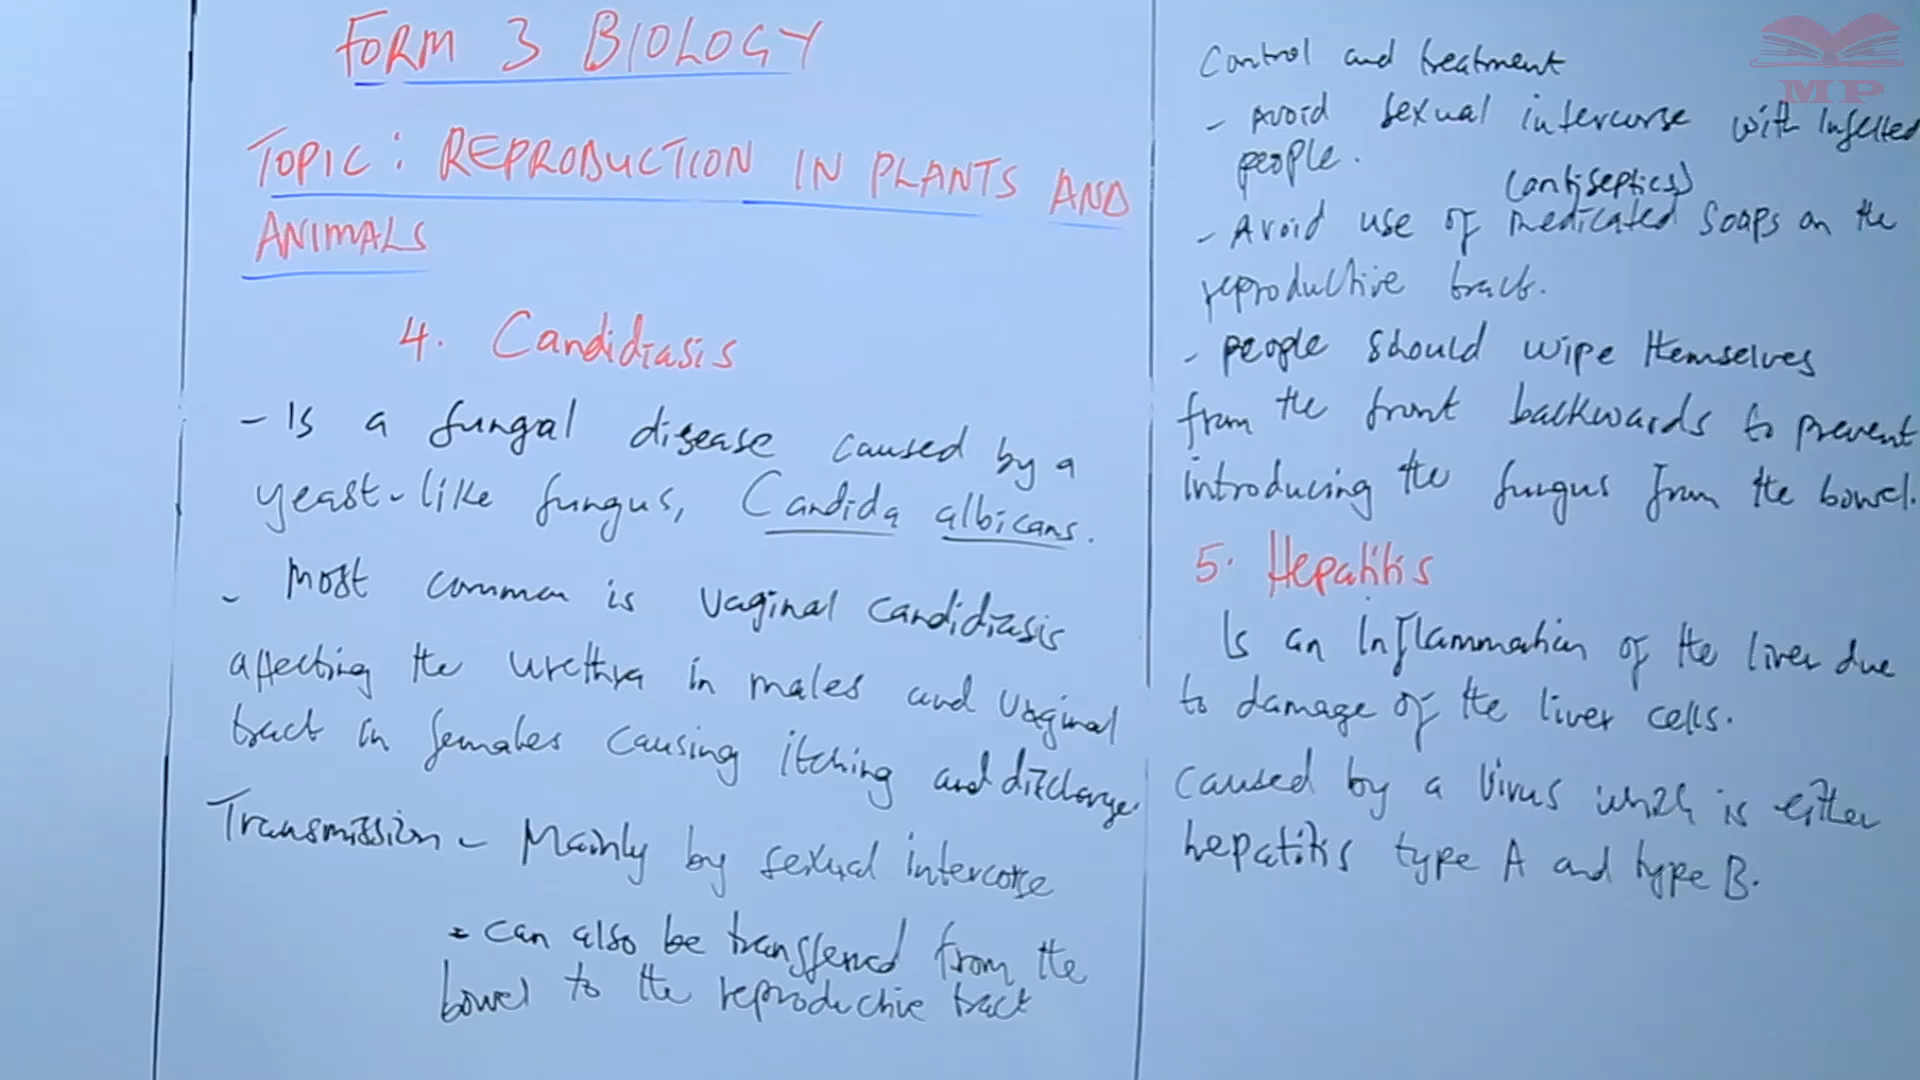 FORM 3 BIOLOGY
TOPIC: REPRODUCTION IN PLANTS AND
ANIMALS
4. Candidiasis
- Is a fungal disease caused by a
yeast-like fungus, Candida albicans.
- Most common is vaginal candidiasis
affecting the urethra in males and vaginal
tract in females causing itching and discharge.
Transmission - Mainly by sexual intercorse
- can also be transferred from the
bowel to the reproductive tract
Control and treatment
- Avoid sexual intercurse with Infected
people.
(antiseptics)
- Avoid use of medicated soaps on the
reproductive tract.
- people should wipe themselves
from the front backwards to prevent
introducing the fungus from the bowel.
5. Hepatitis
Is an Inflammation of the liver due
to damage of the liver cells.
caused by a virus which is either
hepatitis type A and type B.
MP